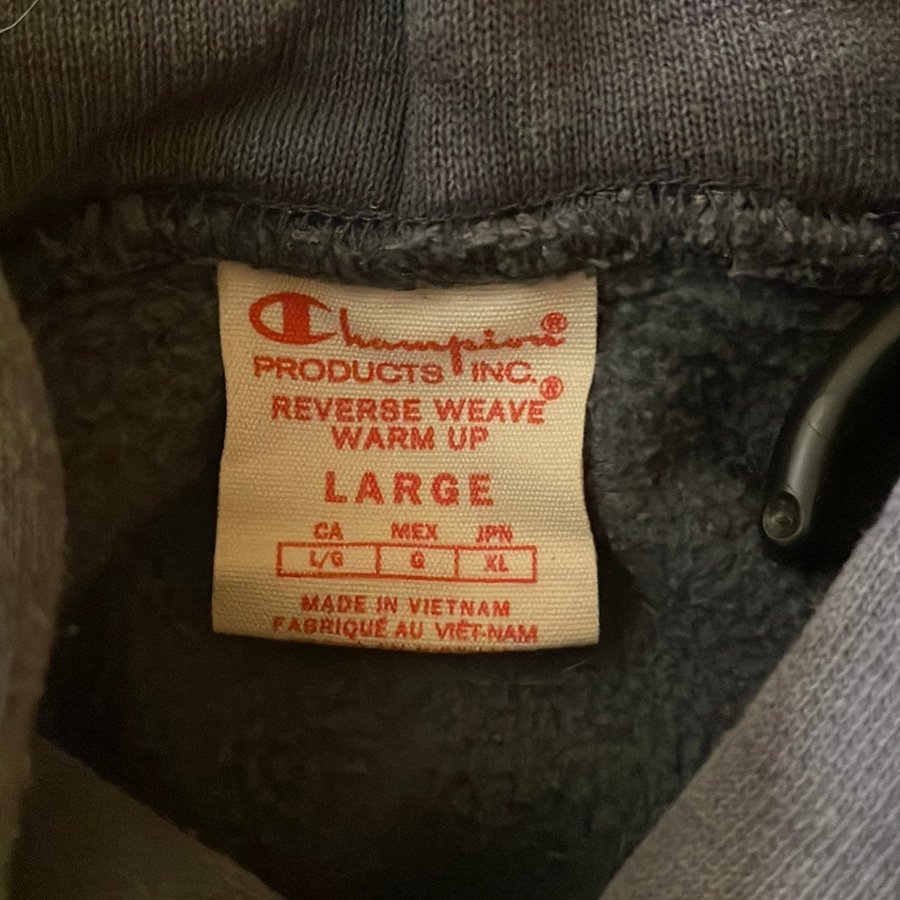 Champion®
PRODUCTS INC.
REVERSE WEAVE®
WARM UP
LARGE
CA MEX JPN
L/G G XL
MADE IN VIETNAM
FABRIQUÉ AU VIÊT-NAM